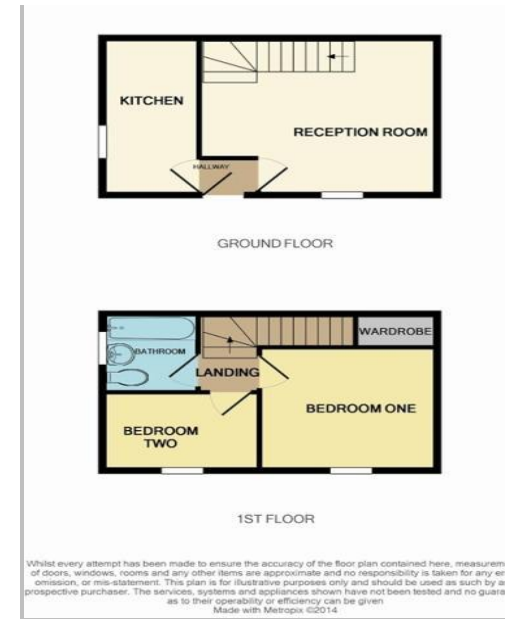 KITCHEN
RECEPTION ROOM
HALLWAY
GROUND FLOOR
WARDROBE
BATHROOM
LANDING
BEDROOM ONE
BEDROOM
TWO
1ST FLOOR
Whilst every attempt has been made to ensure the accuracy of the floor plan contained here, measurem
of doors, windows, rooms and any other items are approximate and no responsibility is taken for any er
omission, or mis-statement. This plan is for illustrative purposes only and should be used as such by a
prospective purchaser. The services, systems and appliances shown have not been tested and no guara
as to their operability or efficiency can be given
Made with Metropix ©2014